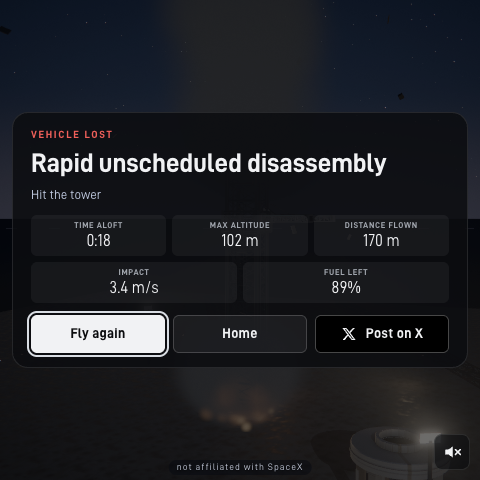 VEHICLE LOST
Rapid unscheduled disassembly
Hit the tower
TIME ALOFT
0:18
MAX ALTITUDE
102 m
DISTANCE FLOWN
170 m
IMPACT
3.4 m/s
FUEL LEFT
89%
Fly again
Home
Post on X
not affiliated with SpaceX